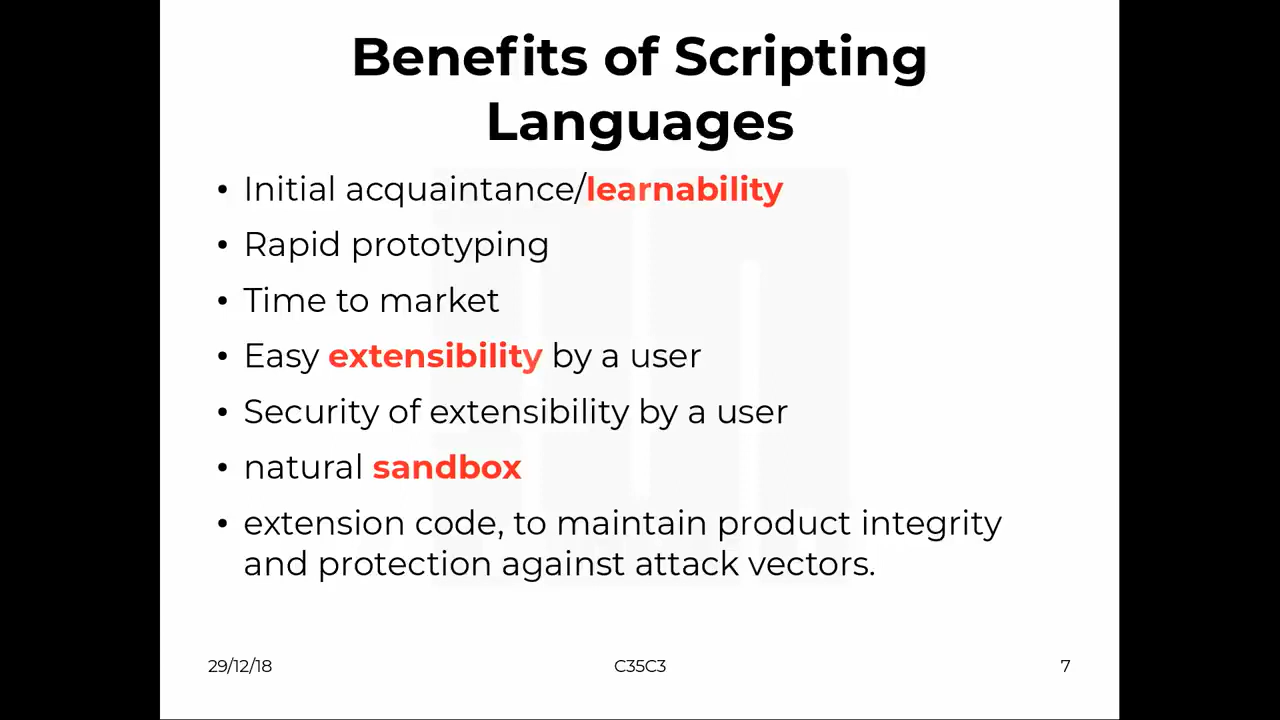 Benefits of Scripting
Languages
• Initial acquaintance/learnability
• Rapid prototyping
• Time to market
• Easy extensibility by a user
• Security of extensibility by a user
• natural sandbox
• extension code, to maintain product integrity
and protection against attack vectors.
29/12/18 C35C3 7